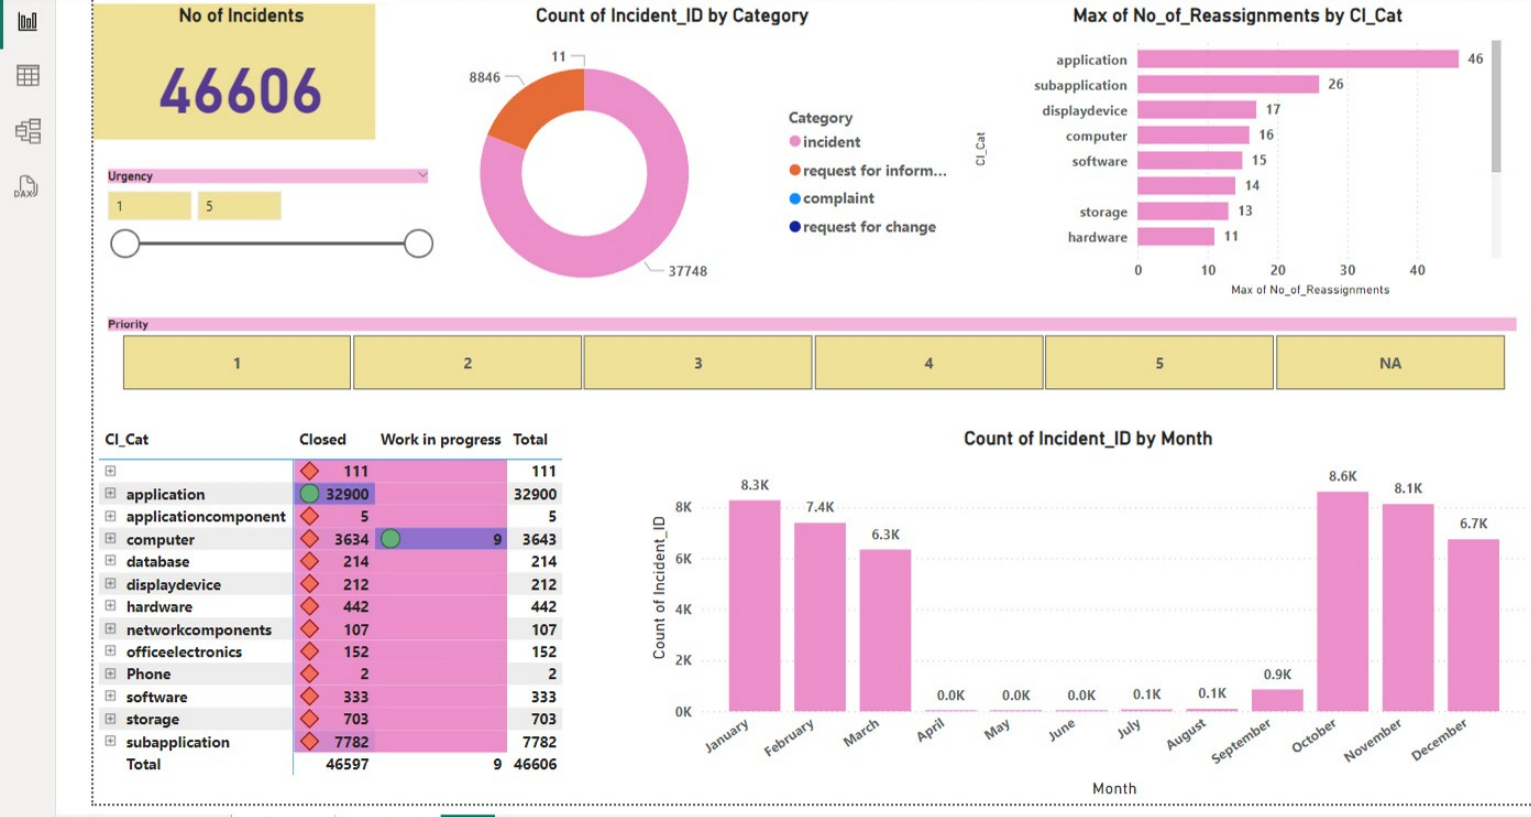 No of Incidents
46606
Count of Incident_ID by Category
11
8846
37748
Category
incident
request for inform...
complaint
request for change
Max of No_of_Reassignments by CI_Cat
CI_Cat
application 46
subapplication 26
displaydevice 17
computer 16
software 15
14
storage 13
hardware 11
0 10 20 30 40
Max of No_of_Reassignments
DAX
Urgency
1 5
Priority
1 2 3 4 5 NA
CI_Cat Closed Work in progress Total
111 111
application 32900 32900
applicationcomponent 5 5
computer 3634 9 3643
database 214 214
displaydevice 212 212
hardware 442 442
networkcomponents 107 107
officeelectronics 152 152
Phone 2 2
software 333 333
storage 703 703
subapplication 7782 7782
Total 46597 9 46606
Count of Incident_ID by Month
Count of Incident_ID
8K
6K
4K
2K
0K
8.3K 7.4K 6.3K 0.0K 0.0K 0.0K 0.1K 0.1K 0.9K 8.6K 8.1K 6.7K
January February March April May June July August September October November December
Month